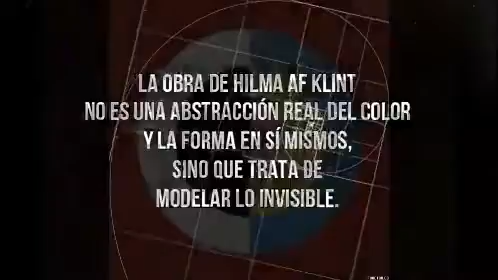 LA OBRA DE HILMA AF KLINT
NO ES UNA ABSTRACCIÓN REAL DEL COLOR
Y LA FORMA EN SÍ MISMOS,
SINO QUE TRATA DE
MODELAR LO INVISIBLE.